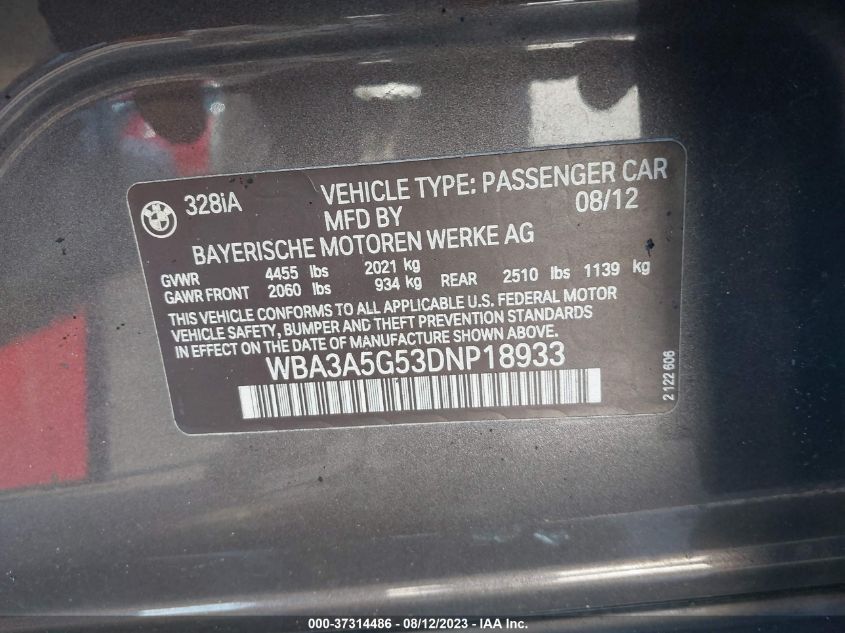 BMW
328iA VEHICLE TYPE: PASSENGER CAR
MFD BY 08/12
BAYERISCHE MOTOREN WERKE AG
GVWR 4455 lbs 2021 kg
GAWR FRONT 2060 lbs 934 kg REAR 2510 lbs 1139 kg
THIS VEHICLE CONFORMS TO ALL APPLICABLE U.S. FEDERAL MOTOR
VEHICLE SAFETY, BUMPER AND THEFT PREVENTION STANDARDS
IN EFFECT ON THE DATE OF MANUFACTURE SHOWN ABOVE.
WBA3A5G53DNP18933
2 122 606
000-37314486 - 08/12/2023 - IAA Inc.